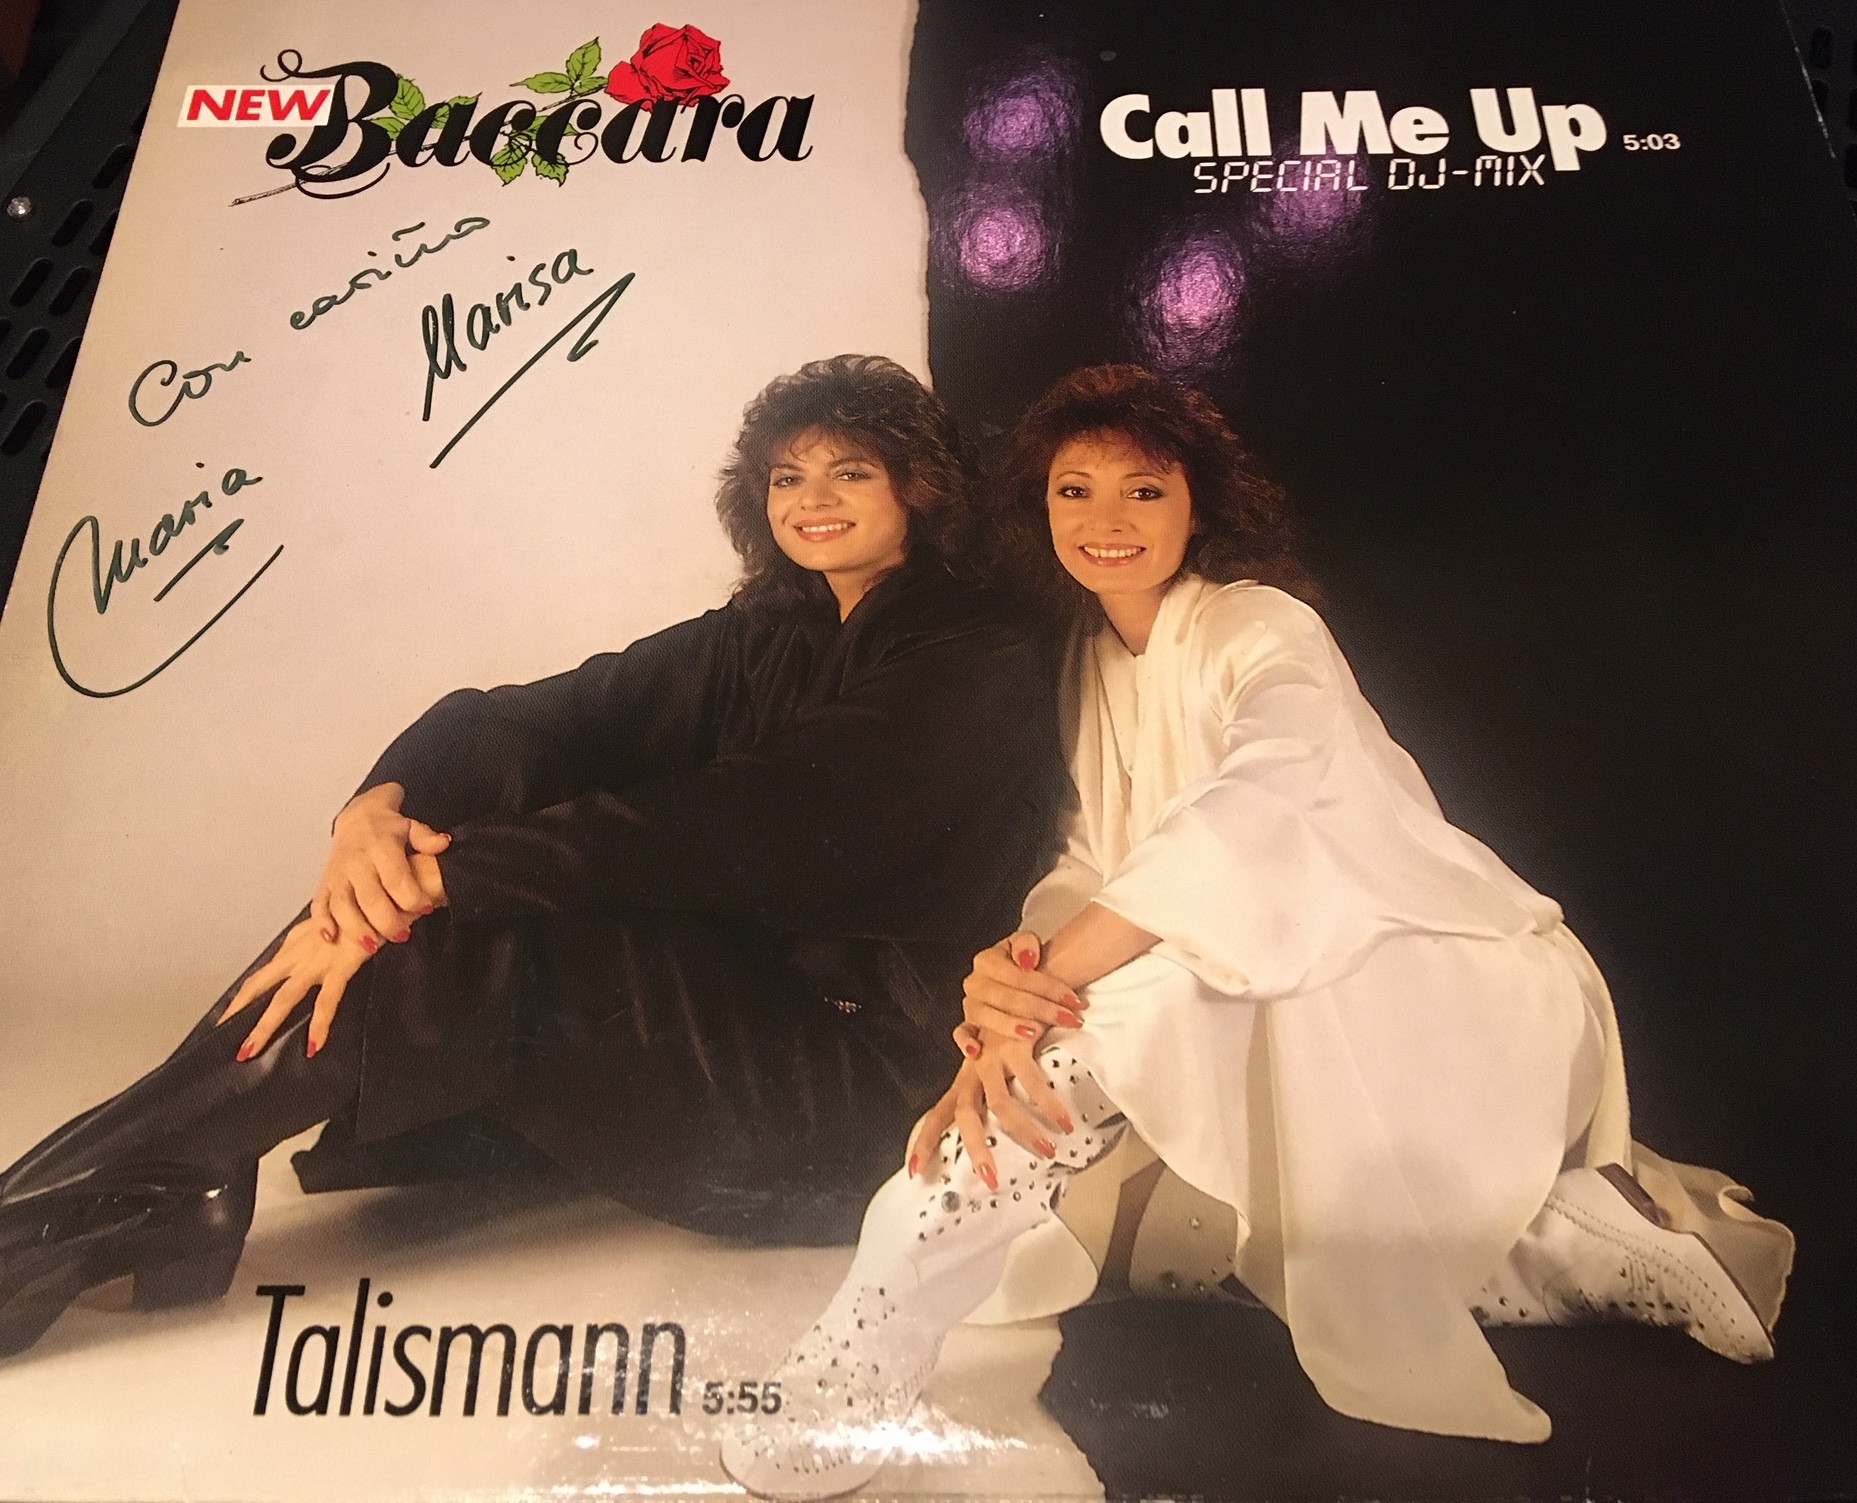 NEW Baccara
Call Me Up 5:03
SPECIAL DJ-MIX
Con cariño
Marisa
Maria
Talismann 5:55